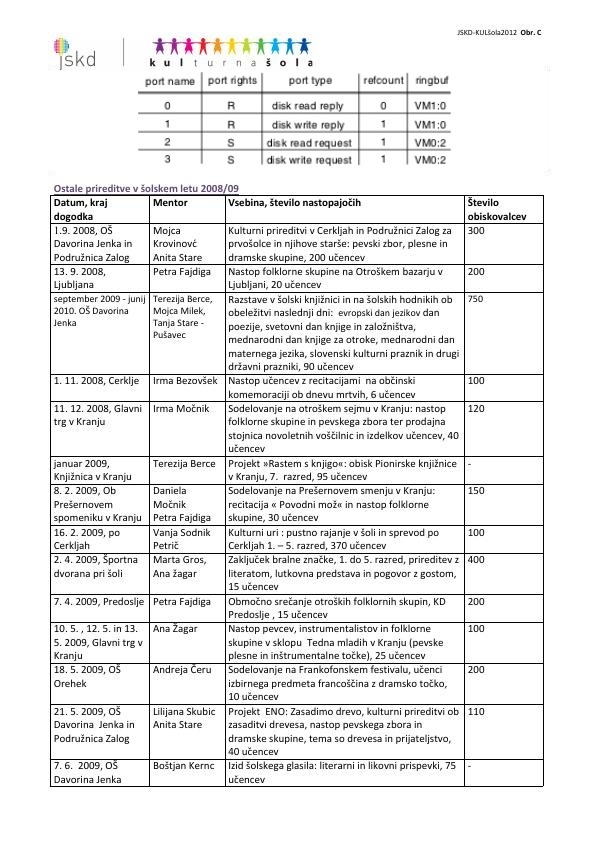 JSKD-KULšola2012 Obr. C
jskd
kulturnašola
port name port rights port type refcount ringbuf
0 R disk read reply 0 VM1:0
1 R disk write reply 1 VM1:0
2 S disk read request 1 VM0:2
3 S disk write request 1 VM0:2
Ostale prireditve v šolskem letu 2008/09
Datum, kraj
dogodka
Mentor
Vsebina, število nastopajočih
Število
obiskovalcev
1.9. 2008, OŠ
Davorina Jenka in
Podružnica Zalog
Mojca
Krovinovć
Anita Stare
Kulturni prireditvi v Cerkljah in Podružnici Zalog za
prvošolce in njihove starše: pevski zbor, plesne in
dramske skupine, 200 učencev
300
13. 9. 2008,
Ljubljana
Petra Fajdiga
Nastop folklorne skupine na Otroškem bazarju v
Ljubljani, 20 učencev
200
september 2009 - junij
2010. OŠ Davorina
Jenka
Terezija Berce,
Mojca Milek,
Tanja Stare -
Pušavec
Razstave v šolski knjižnici in na šolskih hodnikih ob
obeležitvi naslednji dni: evropski dan jezikov dan
poezije, svetovni dan knjige in založništva,
mednarodni dan knjige za otroke, mednarodni dan
maternega jezika, slovenski kulturni praznik in drugi
državni prazniki, 90 učencev
750
1. 11. 2008, Cerklje
Irma Bezovšek
Nastop učencev z recitacijami na občinski
komemoraciji ob dnevu mrtvih, 6 učencev
100
11. 12. 2008, Glavni
trg v Kranju
Irma Močnik
Sodelovanje na otroškem sejmu v Kranju: nastop
folklorne skupine in pevskega zbora ter prodajna
stojnica novoletnih voščilnic in izdelkov učencev, 40
učencev
120
januar 2009,
Knjižnica v Kranju
Terezija Berce
Projekt »Rastem s knjigo«: obisk Pionirske knjižnice
v Kranju, 7. razred, 95 učencev
-
8. 2. 2009, Ob
Prešernovem
spomeniku v Kranju
Daniela
Močnik
Petra Fajdiga
Sodelovanje na Prešernovem smenju v Kranju:
recitacija « Povodni mož« in nastop folklorne
skupine, 30 učencev
150
16. 2. 2009, po
Cerkljah
Vanja Sodnik
Petrič
Kulturni uri : pustno rajanje v šoli in sprevod po
Cerkljah 1. – 5. razred, 370 učencev
100
2. 4. 2009, Športna
dvorana pri šoli
Marta Gros,
Ana žagar
Zaključek bralne značke, 1. do 5. razred, prireditev z
literatom, lutkovna predstava in pogovor z gostom,
15 učencev
400
7. 4. 2009, Predoslje
Petra Fajdiga
Območno srečanje otroških folklornih skupin, KD
Predoslje , 15 učencev
200
10. 5. , 12. 5. in 13.
5. 2009, Glavni trg v
Kranju
Ana Žagar
Nastop pevcev, instrumentalistov in folklorne
skupine v sklopu Tedna mladih v Kranju (pevske
plesne in inštrumentalne točke), 25 učencev
100
18. 5. 2009, OŠ
Orehek
Andreja Čeru
Sodelovanje na Frankofonskem festivalu, učenci
izbirnega predmeta francoščina z dramsko točko,
10 učencev
200
21. 5. 2009, OŠ
Davorina Jenka in
Podružnica Zalog
Lilijana Skubic
Anita Stare
Projekt ENO: Zasadimo drevo, kulturni prireditvi ob
zasaditvi drevesa, nastop pevskega zbora in
dramske skupine, tema so drevesa in prijateljstvo,
40 učencev
110
7. 6. 2009, OŠ
Davorina Jenka
Boštjan Kernc
Izid šolskega glasila: literarni in likovni prispevki, 75
učencev
-